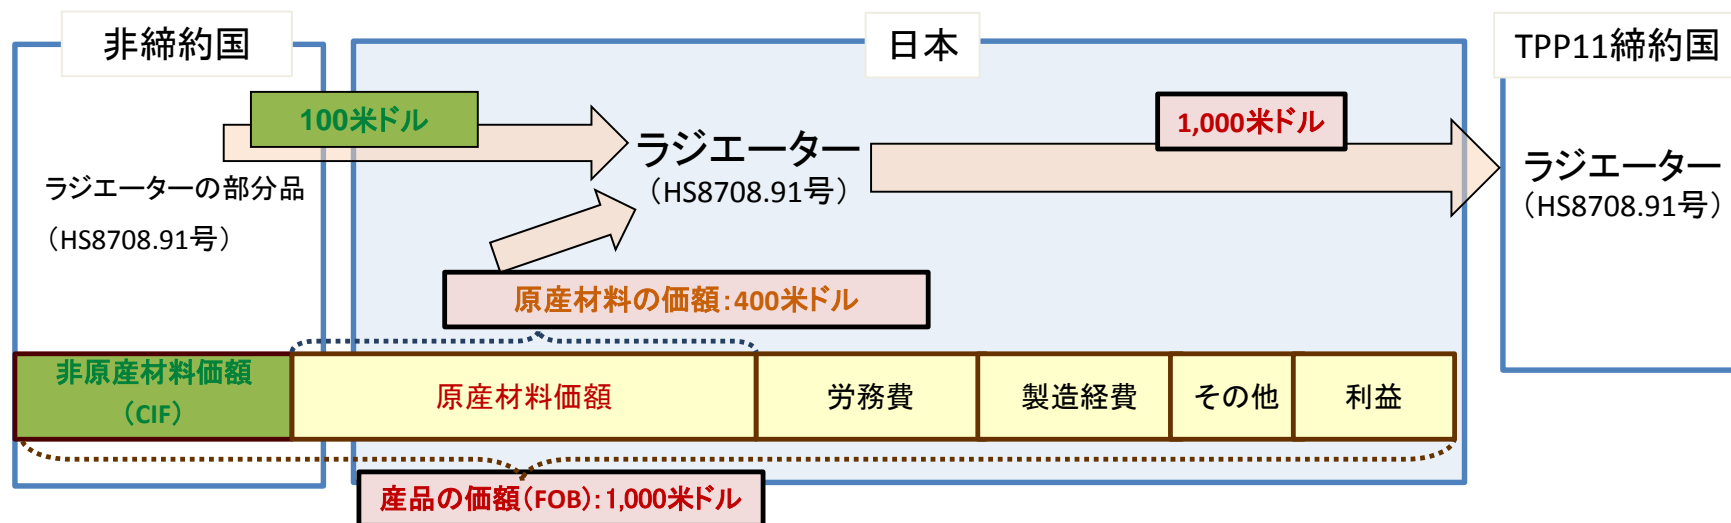 非締約国
日本
TPP11締約国
100米ドル
1,000米ドル
ラジエーターの部分品
（HS8708.91号）
ラジエーター
（HS8708.91号）
ラジエーター
（HS8708.91号）
原産材料の価額：400米ドル
非原産材料価額
（CIF）
原産材料価額
労務費
製造経費
その他
利益
産品の価額（FOB）：1,000米ドル